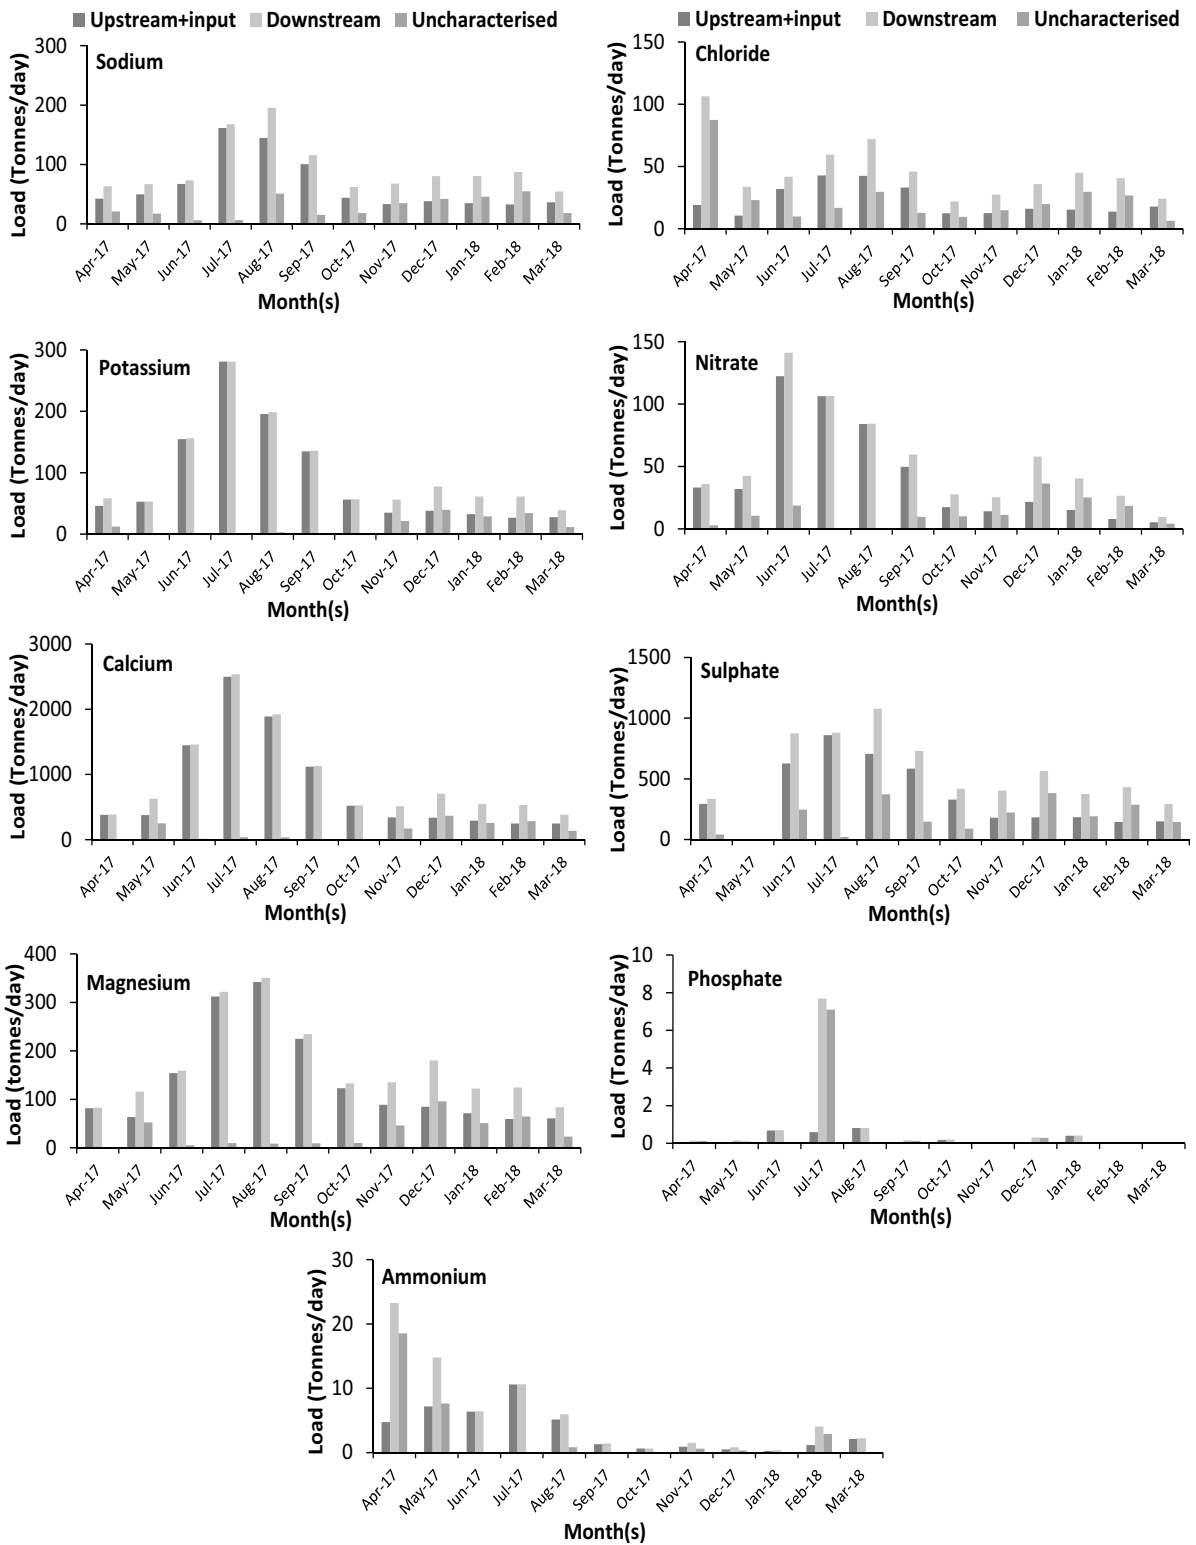 Upstream+input Downstream Uncharacterised
Upstream+input Downstream Uncharacterised
Sodium
Load (Tonnes/day)
300
200
100
0
Apr-17 May-17 Jun-17 Jul-17 Aug-17 Sep-17 Oct-17 Nov-17 Dec-17 Jan-18 Feb-18 Mar-18
Month(s)
Chloride
Load (Tonnes/day)
150
100
50
0
Apr-17 May-17 Jun-17 Jul-17 Aug-17 Sep-17 Oct-17 Nov-17 Dec-17 Jan-18 Feb-18 Mar-18
Month(s)
Potassium
Load (Tonnes/day)
300
200
100
0
Apr-17 May-17 Jun-17 Jul-17 Aug-17 Sep-17 Oct-17 Nov-17 Dec-17 Jan-18 Feb-18 Mar-18
Month(s)
Nitrate
Load (Tonnes/day)
150
100
50
0
Apr-17 May-17 Jun-17 Jul-17 Aug-17 Sep-17 Oct-17 Nov-17 Dec-17 Jan-18 Feb-18 Mar-18
Month(s)
Calcium
Load (Tonnes/day)
3000
2000
1000
0
Apr-17 May-17 Jun-17 Jul-17 Aug-17 Sep-17 Oct-17 Nov-17 Dec-17 Jan-18 Feb-18 Mar-18
Month(s)
Sulphate
Load (Tonnes/day)
1500
1000
500
0
Apr-17 May-17 Jun-17 Jul-17 Aug-17 Sep-17 Oct-17 Nov-17 Dec-17 Jan-18 Feb-18 Mar-18
Month(s)
Magnesium
Load (tonnes/day)
400
300
200
100
0
Apr-17 May-17 Jun-17 Jul-17 Aug-17 Sep-17 Oct-17 Nov-17 Dec-17 Jan-18 Feb-18 Mar-18
Month(s)
Phosphate
Load (Tonnes/day)
10
8
6
4
2
0
Apr-17 May-17 Jun-17 Jul-17 Aug-17 Sep-17 Oct-17 Nov-17 Dec-17 Jan-18 Feb-18 Mar-18
Month(s)
Ammonium
Load (Tonnes/day)
30
20
10
0
Apr-17 May-17 Jun-17 Jul-17 Aug-17 Sep-17 Oct-17 Nov-17 Dec-17 Jan-18 Feb-18 Mar-18
Month(s)